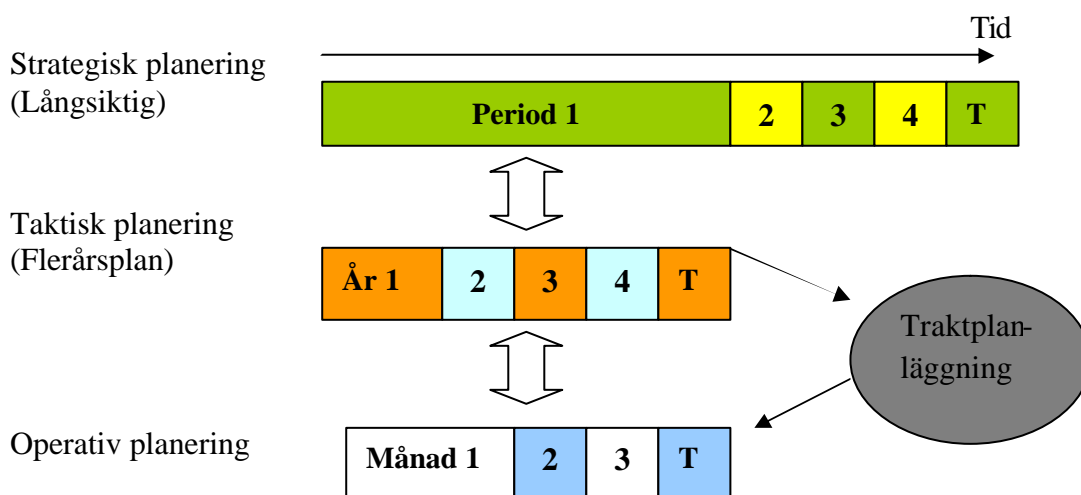 Tid
Strategisk planering
(Långsiktig)
Period 1 2 3 4 T
Taktisk planering
(Flerårsplan)
År 1 2 3 4 T
Traktplan-
läggning
Operativ planering
Månad 1 2 3 T